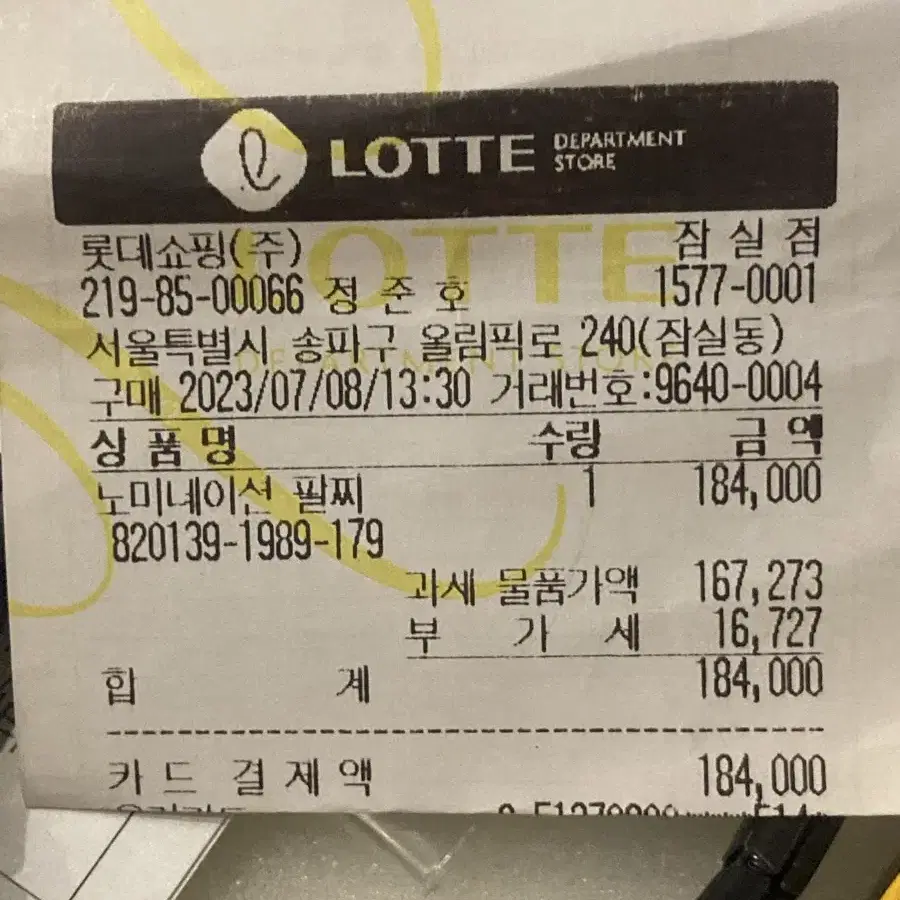 LOTTE DEPARTMENT STORE
롯데쇼핑(주) 잠실점
219-85-00066 정준호 1577-0001
서울특별시 송파구 올림픽로 240(잠실동)
구매 2023/07/08/13:30 거래번호:9640-0004
상품명 수량 금액
노미네이션 팔찌 1 184,000
820139-1989-179
과세 물품가액 167,273
부가세 16,727
합계 184,000
카드결제액 184,000